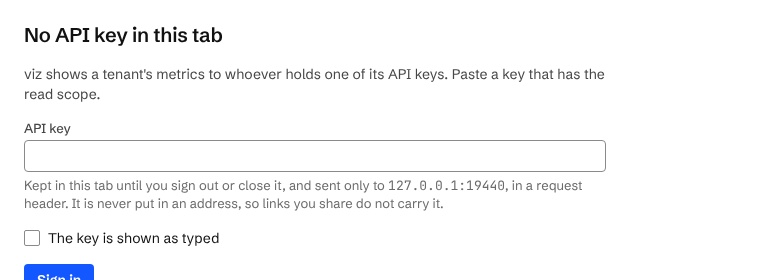 No API key in this tab
viz shows a tenant's metrics to whoever holds one of its API keys. Paste a key that has the
read scope.
API key
Kept in this tab until you sign out or close it, and sent only to 127.0.0.1:19440, in a request
header. It is never put in an address, so links you share do not carry it.
The key is shown as typed
Sign in